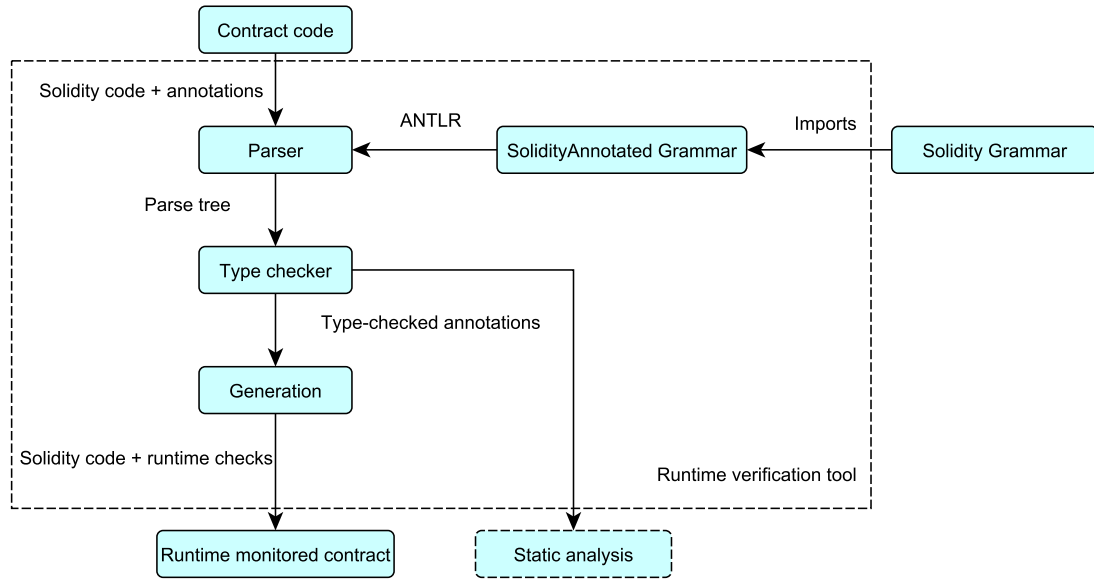 Contract code
Solidity code + annotations
ANTLR
Imports
Parser
SolidityAnnotated Grammar
Solidity Grammar
Parse tree
Type checker
Type-checked annotations
Generation
Solidity code + runtime checks
Runtime verification tool
Runtime monitored contract
Static analysis